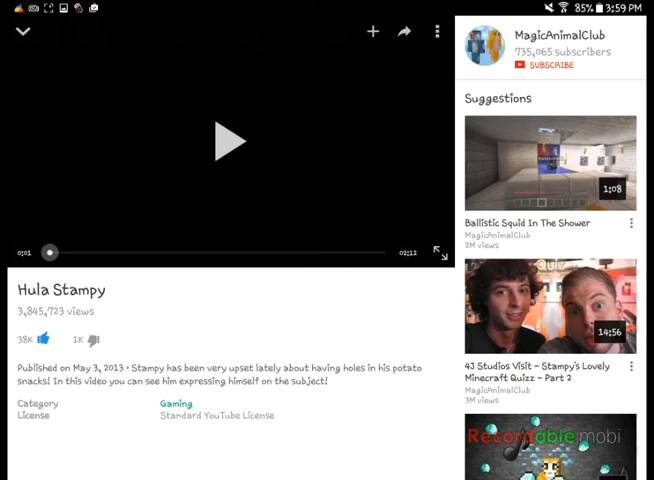 85% 3:59 PM
MagicAnimalClub
735,065 subscribers
SUBSCRIBE
Suggestions
1:08
Ballistic Squid In The Shower
MagicAnimalClub
2M views
Quiz
14:56
4J Studios Visit - Stampy's Lovely
Minecraft Quizz - Part 2
MagicAnimalClub
3M views
Recordable.mobi
0:01
02:12
Hula Stampy
3,845,723 views
38K 1K
Published on May 3, 2013 • Stampy has been very upset lately about having holes in his potato
snacks! In this video you can see him expressing himself on the subject!
Category Gaming
License Standard YouTube License